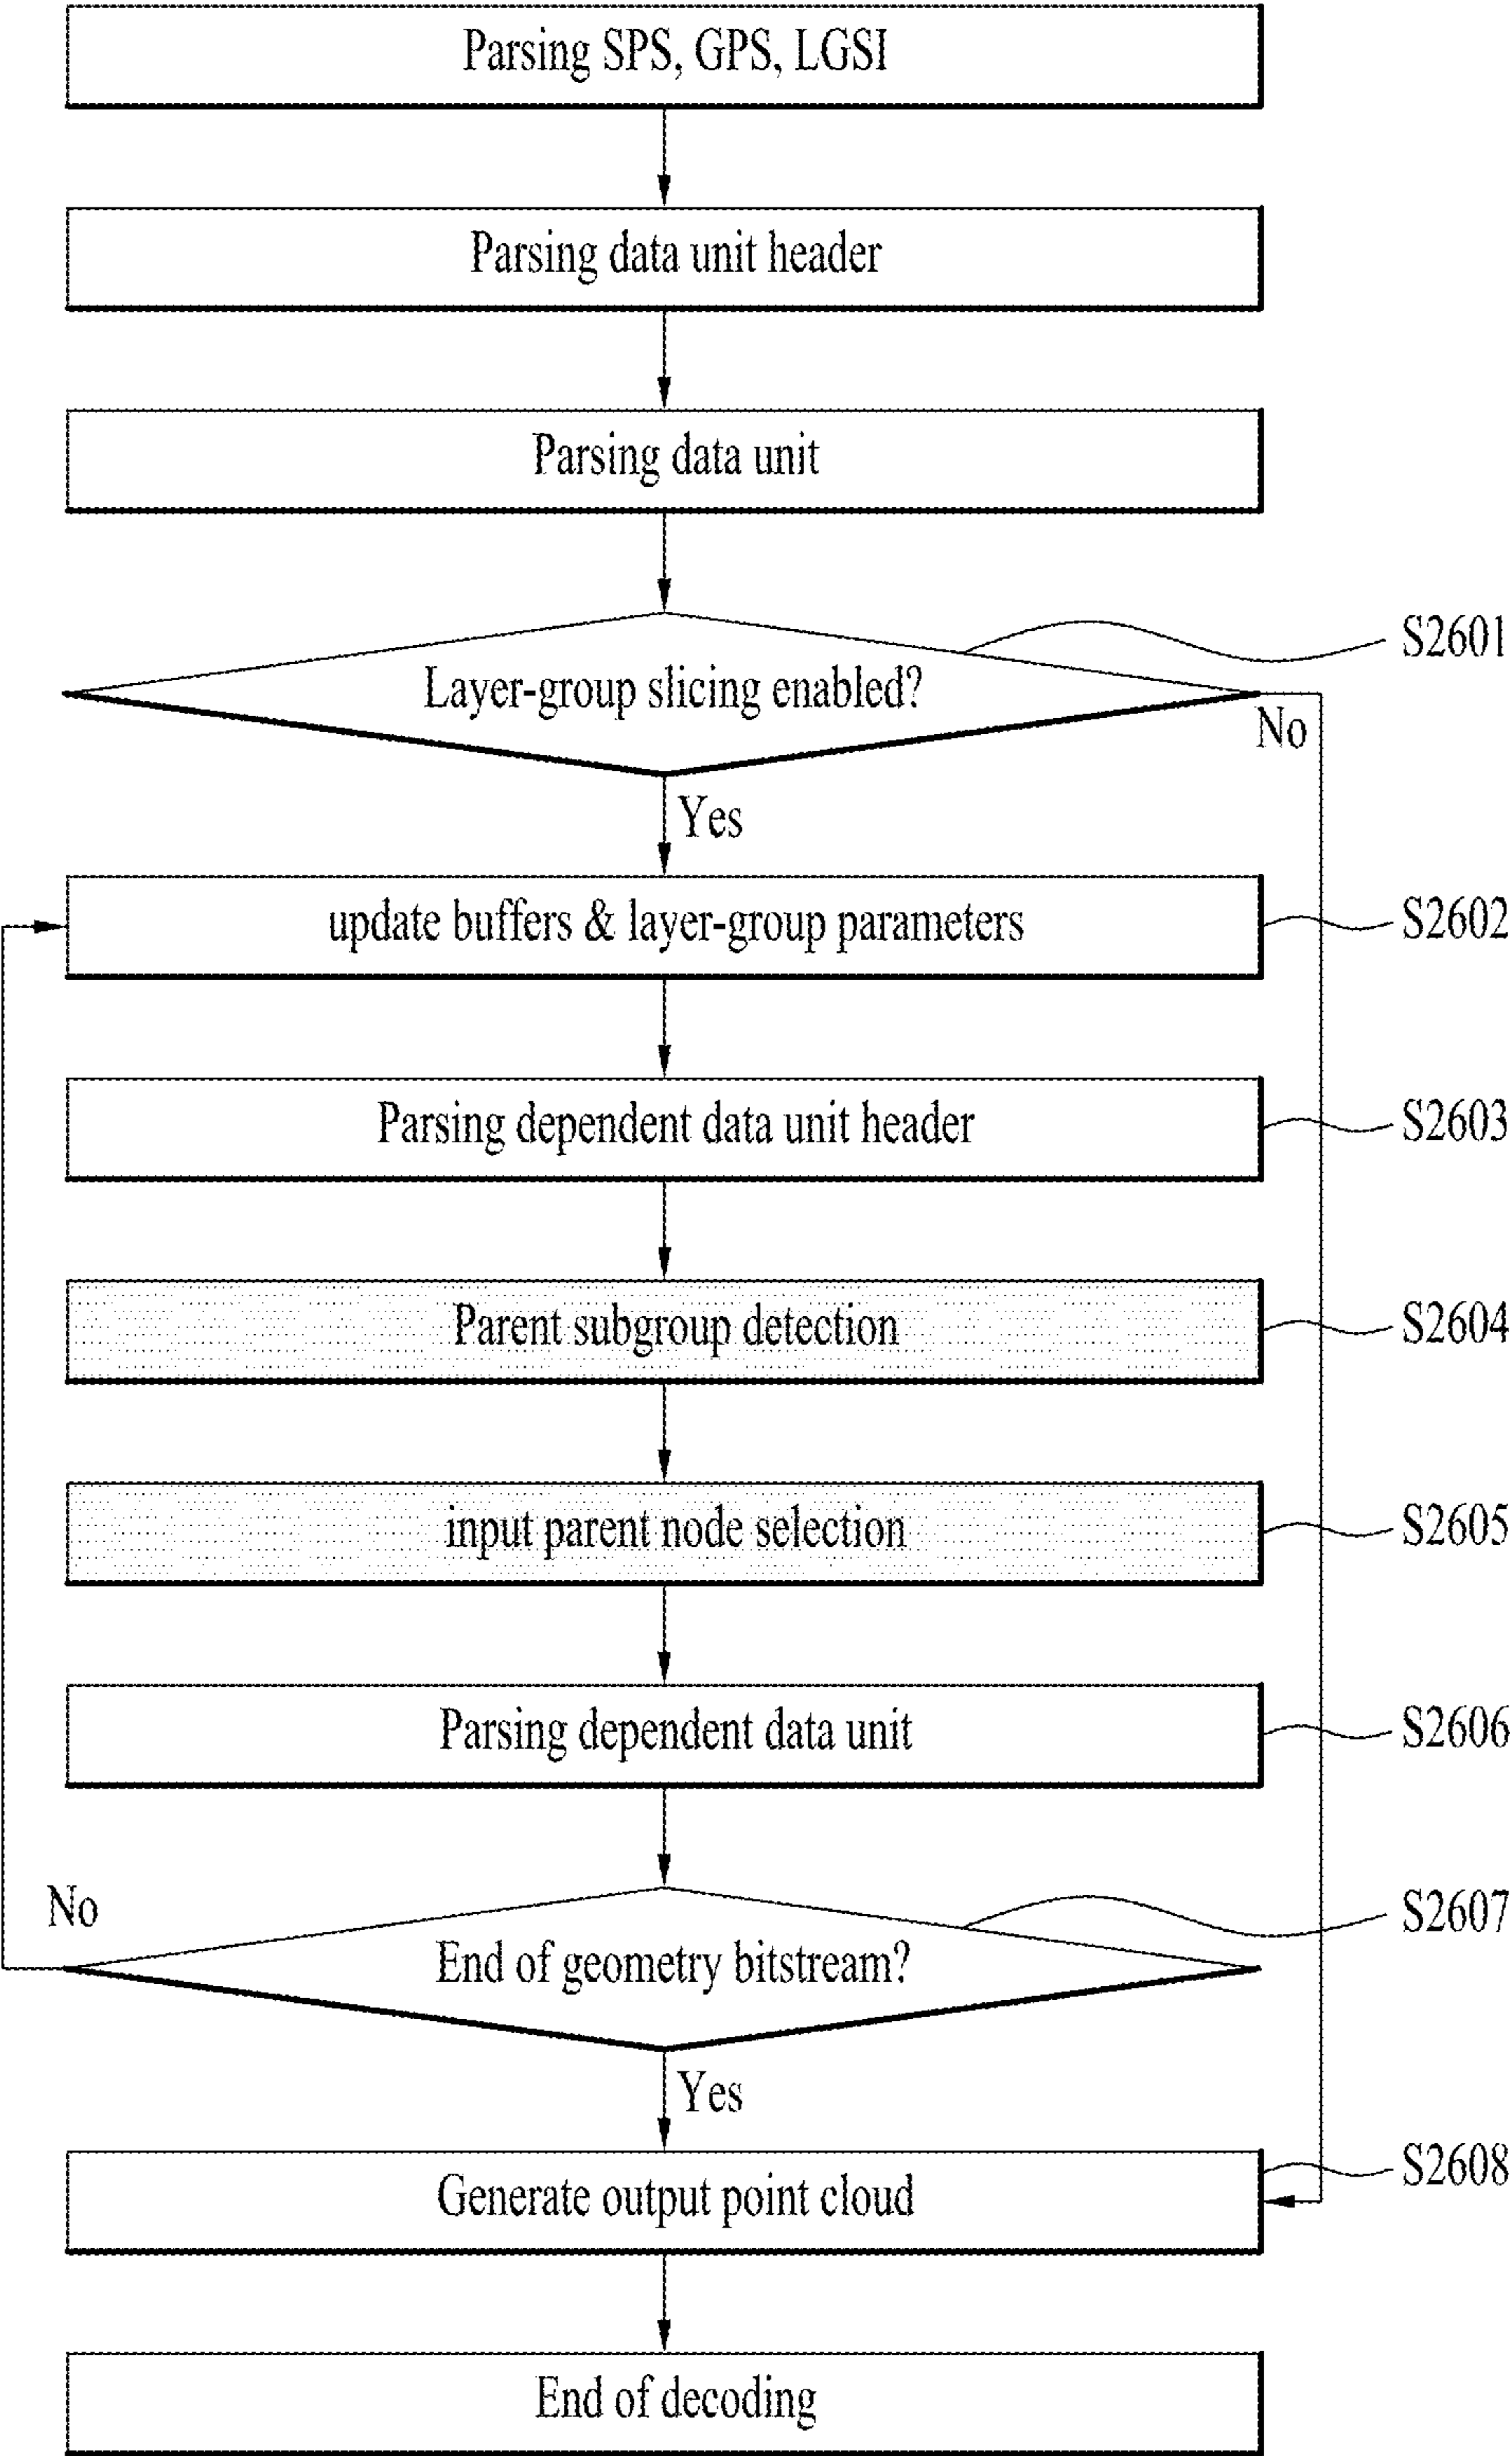 Parsing SPS, GPS, LGSI
Parsing data unit header
Parsing data unit
Layer-group slicing enabled?
S2601
No
Yes
update buffers & layer-group parameters
S2602
Parsing dependent data unit header
S2603
Parent subgroup detection
S2604
input parent node selection
S2605
Parsing dependent data unit
S2606
No
End of geometry bitstream?
S2607
Yes
Generate output point cloud
S2608
End of decoding